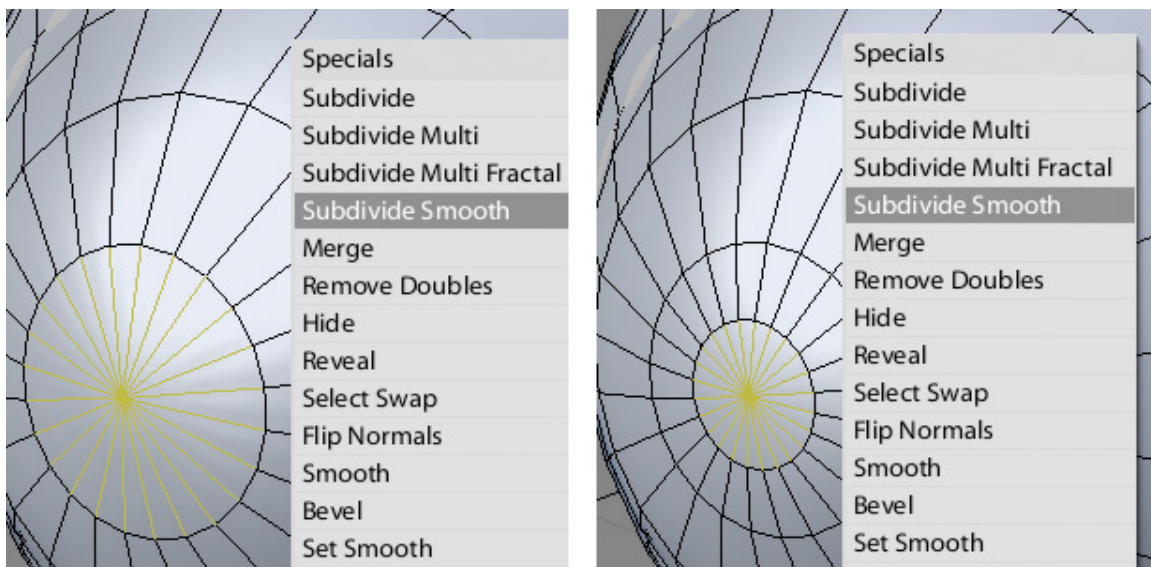 Specials
Subdivide
Subdivide Multi
Subdivide Multi Fractal
Subdivide Smooth
Merge
Remove Doubles
Hide
Reveal
Select Swap
Flip Normals
Smooth
Bevel
Set Smooth
Specials
Subdivide
Subdivide Multi
Subdivide Multi Fractal
Subdivide Smooth
Merge
Remove Doubles
Hide
Reveal
Select Swap
Flip Normals
Smooth
Bevel
Set Smooth